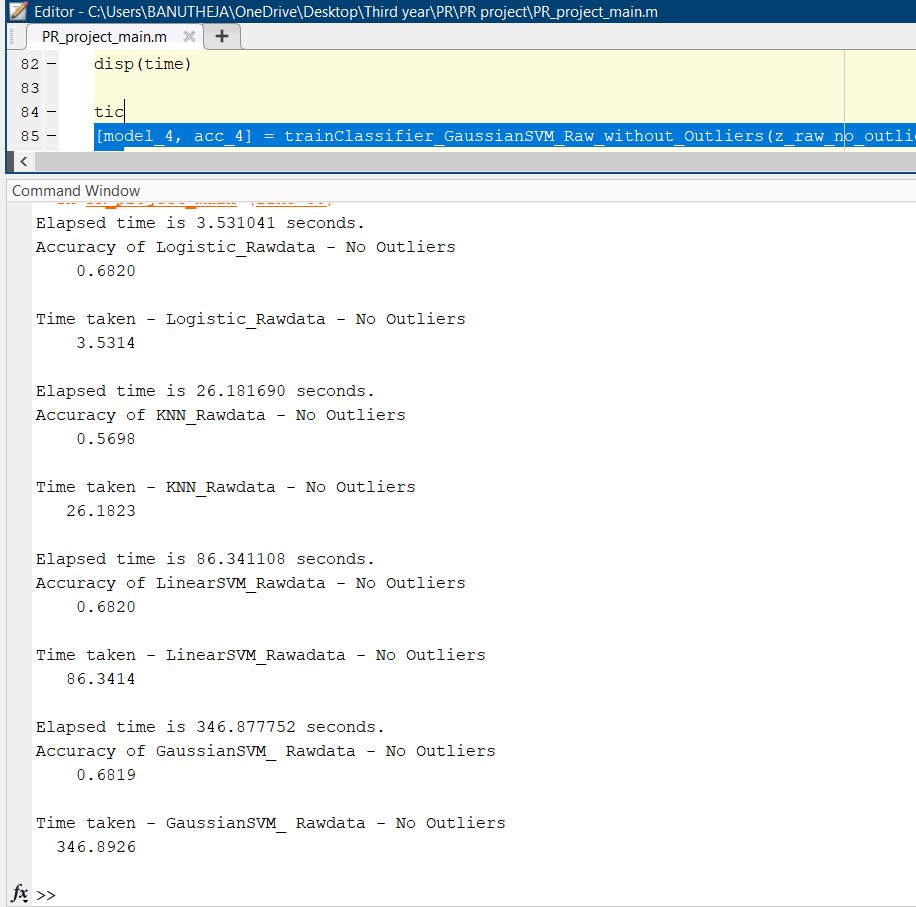 Editor - C:\Users\BANUTHEJA\OneDrive\Desktop\Third year\PR\PR project\PR_project_main.m
PR_project_main.m
82 - disp(time)
83
84 - tic
85 - [model_4, acc_4] = trainClassifier_GaussianSVM_Raw_without_Outliers(z_raw_no_outlie
Command Window
Elapsed time is 3.531041 seconds.
Accuracy of Logistic_Rawdata - No Outliers
0.6820
Time taken - Logistic_Rawdata - No Outliers
3.5314
Elapsed time is 26.181690 seconds.
Accuracy of KNN_Rawdata - No Outliers
0.5698
Time taken - KNN_Rawdata - No Outliers
26.1823
Elapsed time is 86.341108 seconds.
Accuracy of LinearSVM_Rawdata - No Outliers
0.6820
Time taken - LinearSVM_Rawadata - No Outliers
86.3414
Elapsed time is 346.877752 seconds.
Accuracy of GaussianSVM_ Rawdata - No Outliers
0.6819
Time taken - GaussianSVM_ Rawdata - No Outliers
346.8926
fx >>